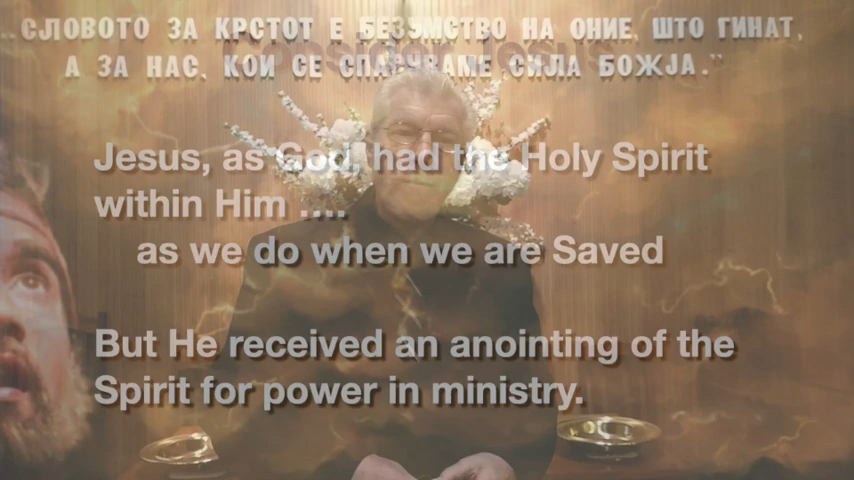 СЛОВОТО ЗА КРСТОТ Е БЕЗУМСТВО НА ОНИЕ, ШТО ГИНАТ,
А ЗА НАС, КОИ СЕ СПАСУВАМЕ СИЛА БОЖЈА.”
Consider Jesus
Jesus, as God, had the Holy Spirit
within Him ....
as we do when we are Saved
But He received an anointing of the
Spirit for power in ministry.